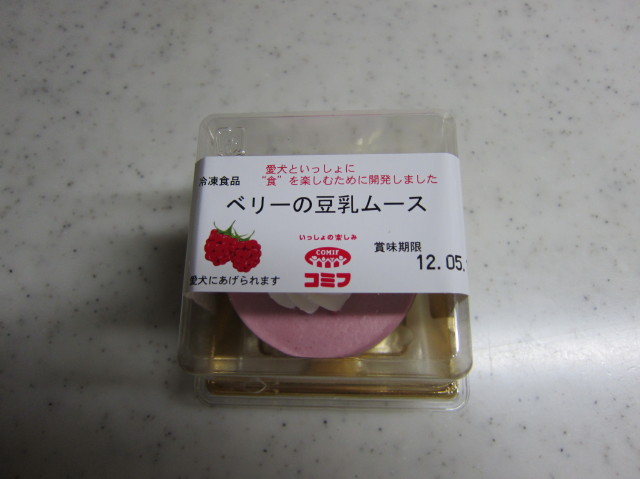 愛犬といっしょに
冷凍食品 “食”を楽しむために開発しました
ベリーの豆乳ムース
いっしょの楽しみ
COMIF
コミフ
賞味期限
12.05.
愛犬にあげられます